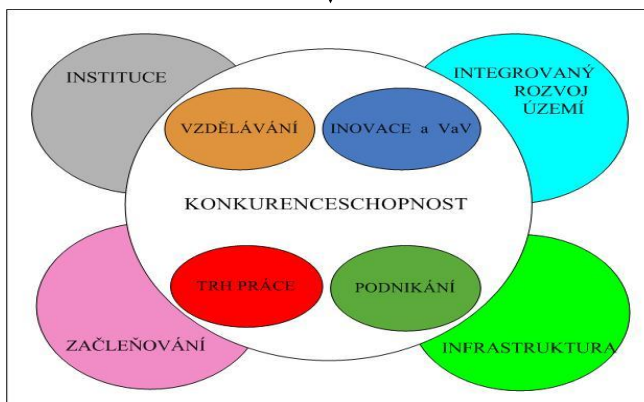 INSTITUCE
INTEGROVANÝ
ROZVOJ
ÚZEMÍ
VZDĚLÁVÁNÍ
INOVACE a VaV
KONKURENCESCHOPNOST
TRH PRÁCE
PODNIKÁNÍ
ZAČLEŇOVÁNÍ
INFRASTRUKTURA